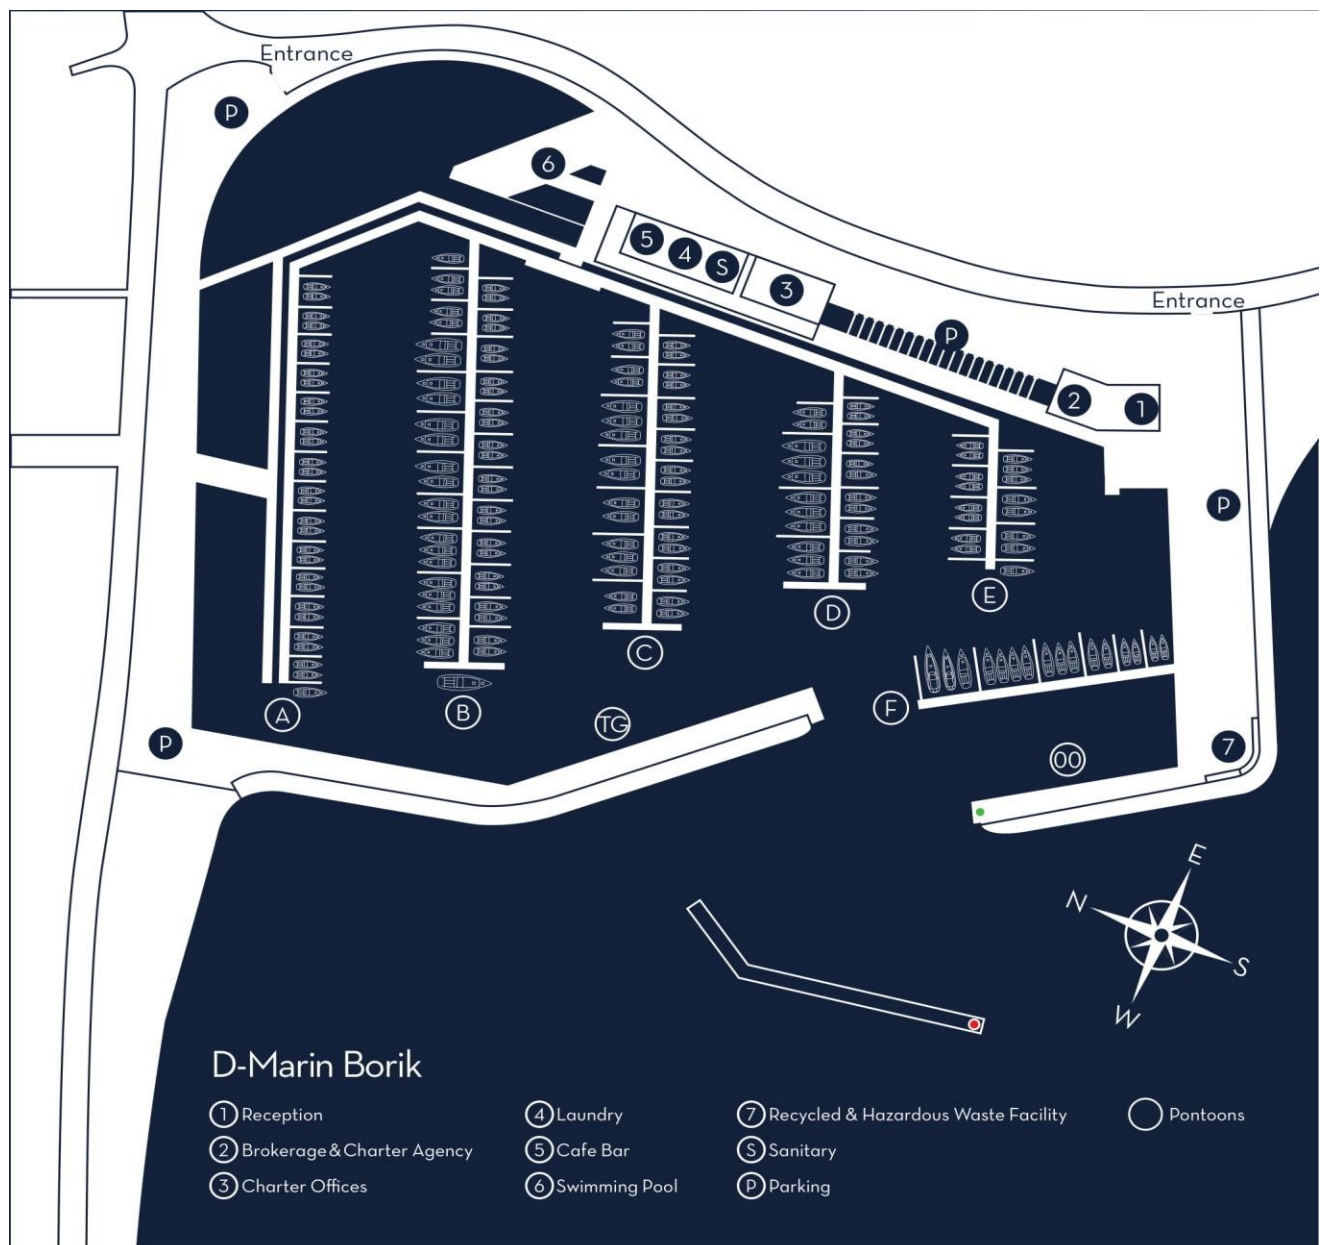 Entrance
P
6
5
4
S
3
Entrance
P
2
1
P
E
D
C
F
A
B
TG
P
7
00
E
N
S
W
D-Marin Borik
1 Reception
2 Brokerage & Charter Agency
3 Charter Offices
4 Laundry
5 Cafe Bar
6 Swimming Pool
7 Recycled & Hazardous Waste Facility
S Sanitary
P Parking
Pontoons